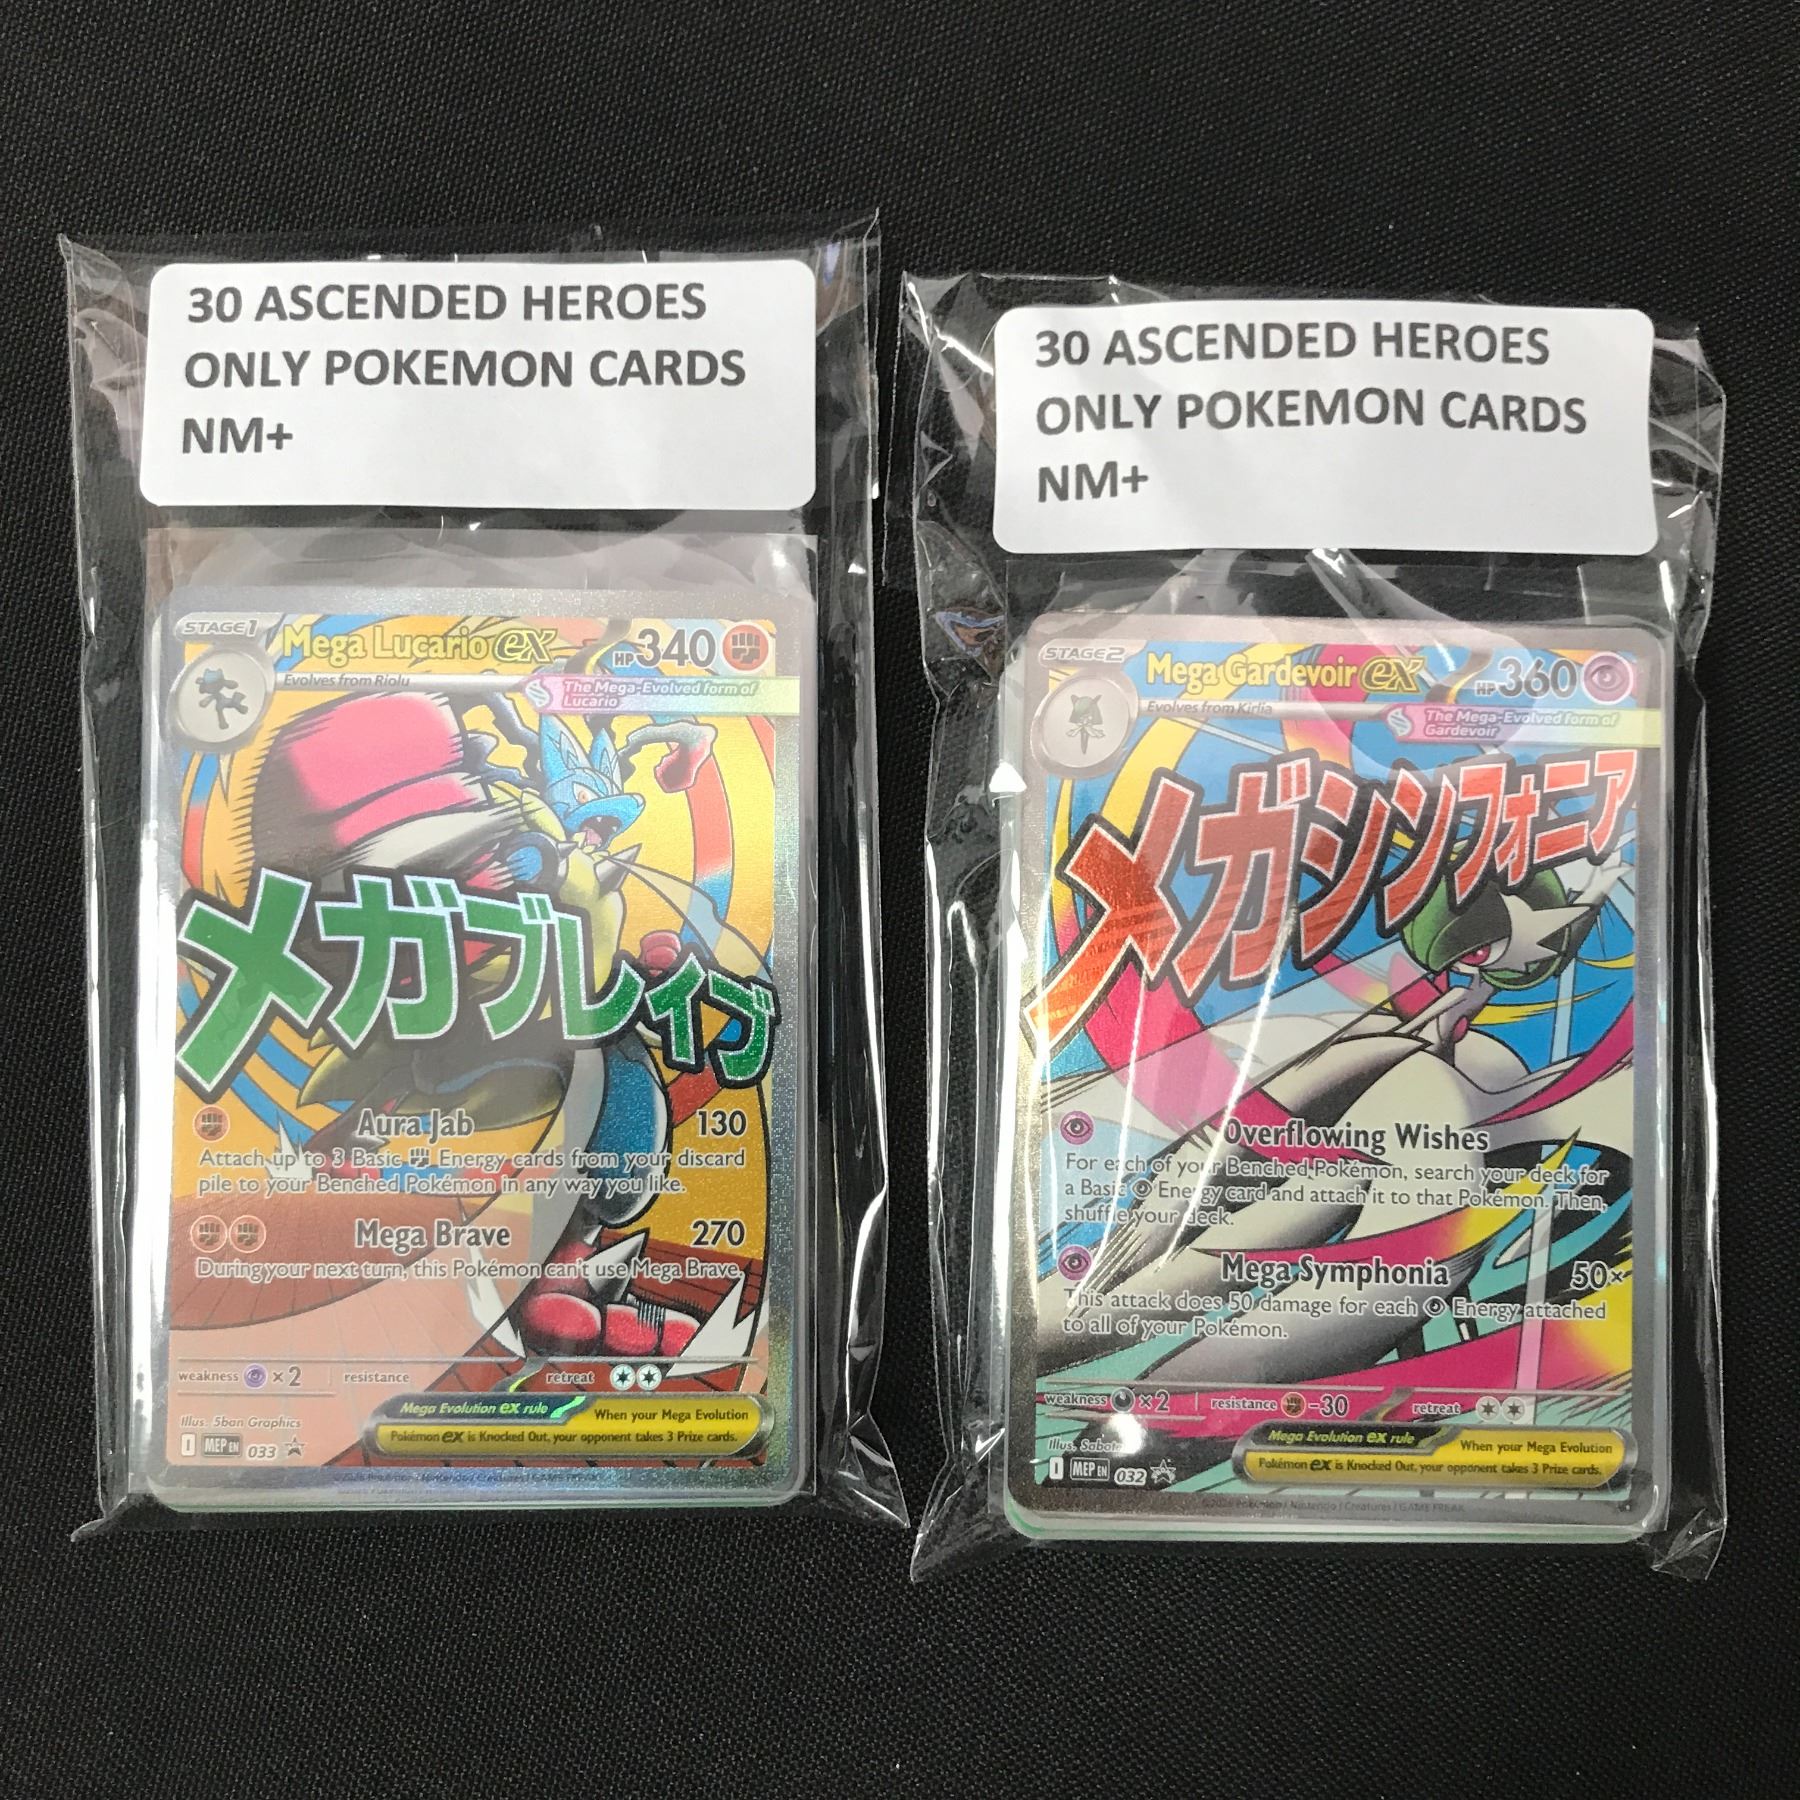 30 ASCENDED HEROES
ONLY POKEMON CARDS
NM+
STAGE1
Mega Lucario ex
HP340
Evolves from Riolu
The Mega-Evolved form of
Lucario
メガブレイブ
Aura Jab 130
Attach up to 3 Basic Energy cards from your discard
pile to your Benched Pokémon in any way you like.
Mega Brave 270
During your next turn, this Pokémon can't use Mega Brave.
weakness ×2 resistance retreat
Mega Evolution ex rule
When your Mega Evolution
Pokémon ex is Knocked Out, your opponent takes 3 Prize cards.
Illus. 5ban Graphics
I MEP EN 033
30 ASCENDED HEROES
ONLY POKEMON CARDS
NM+
STAGE2
Mega Gardevoir ex
HP360
Evolves from Kirlia
The Mega-Evolved form of
Gardevoir
メガシンフォニア
Overflowing Wishes
For each of your Benched Pokémon, search your deck for
a Basic Energy card and attach it to that Pokémon. Then,
shuffle your deck.
Mega Symphonia 50×
This attack does 50 damage for each Energy attached
to all of your Pokémon.
weakness ×2 resistance -30 retreat
Mega Evolution ex rule
When your Mega Evolution
Pokémon ex is Knocked Out, your opponent takes 3 Prize cards.
Illus.
I MEP EN 032
©2026 Pokémon / Nintendo / Creatures / GAME FREAK